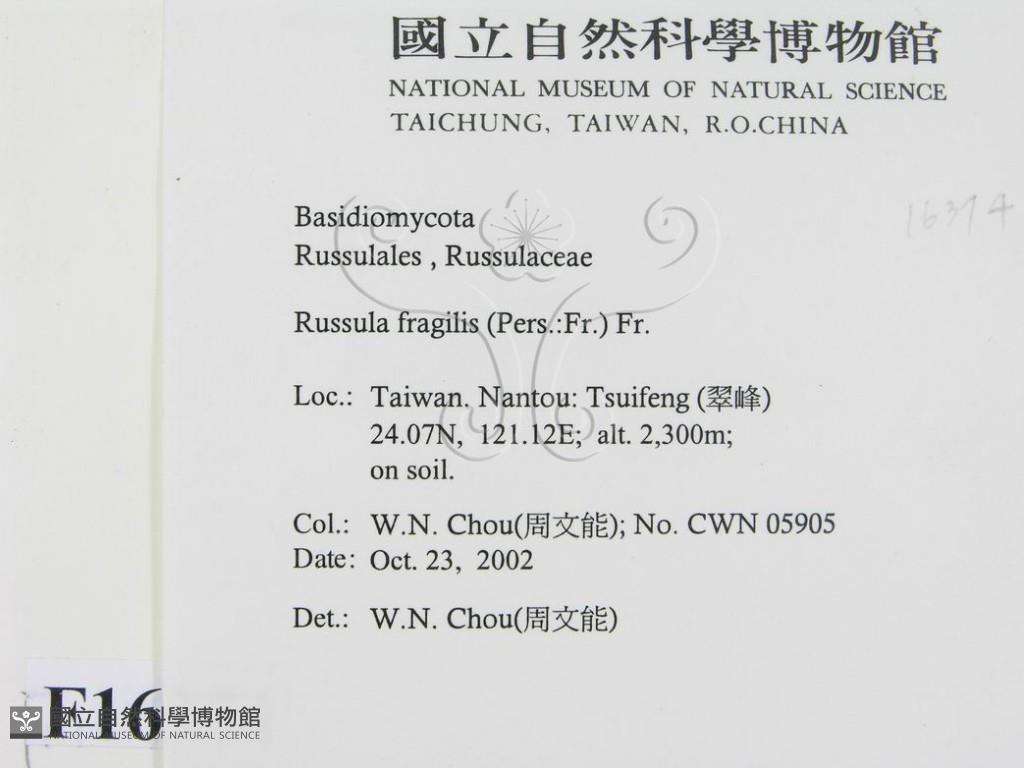 國立自然科學博物館
NATIONAL MUSEUM OF NATURAL SCIENCE
TAICHUNG, TAIWAN, R.O.CHINA
16374
Basidiomycota
Russulales , Russulaceae
Russula fragilis (Pers.:Fr.) Fr.
Loc.: Taiwan. Nantou: Tsuifeng (翠峰)
24.07N, 121.12E; alt. 2,300m;
on soil.
Col.: W.N. Chou(周文能); No. CWN 05905
Date: Oct. 23, 2002
Det.: W.N. Chou(周文能)
F16
國立自然科學博物館
NATIONAL MUSEUM OF NATURAL SCIENCE